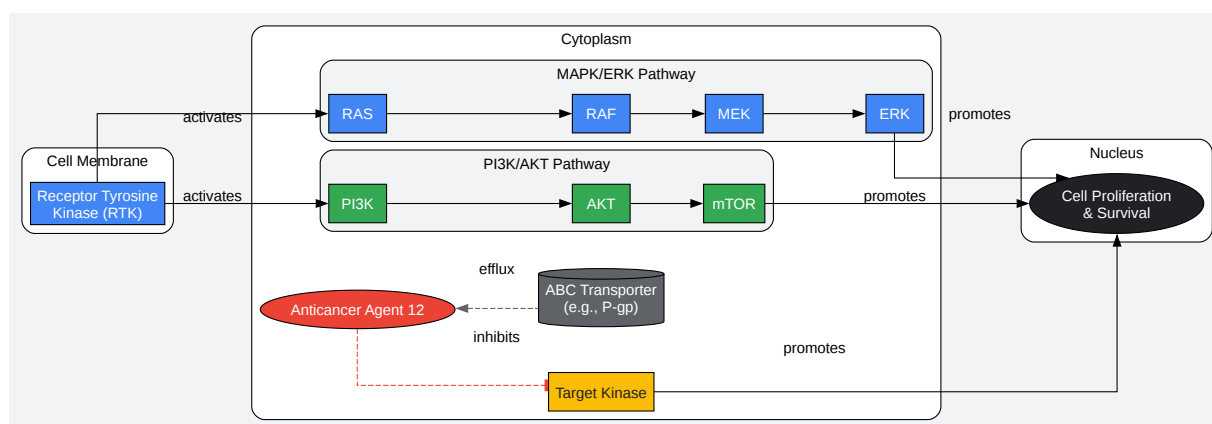 Cytoplasm
MAPK/ERK Pathway
activates
RAS
RAF
MEK
ERK
promotes
Cell Membrane
Receptor Tyrosine
Kinase (RTK)
activates
PI3K/AKT Pathway
PI3K
AKT
mTOR
promotes
Nucleus
Cell Proliferation
& Survival
efflux
ABC Transporter
(e.g., P-gp)
Anticancer Agent 12
inhibits
promotes
Target Kinase